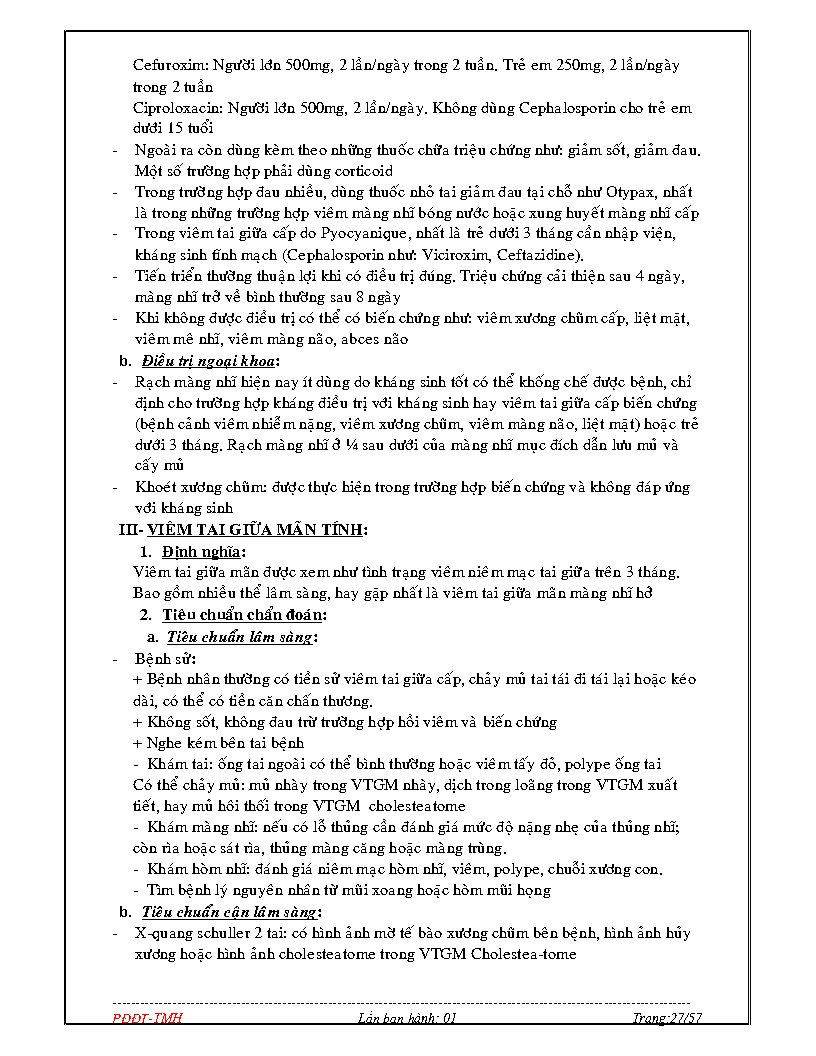 Cefuroxim: Người lớn 500mg, 2 lần/ngày trong 2 tuần. Trẻ em 250mg, 2 lần/ngày
trong 2 tuần
Ciproloxacin: Người lớn 500mg, 2 lần/ngày. Không dùng Cephalosporin cho trẻ em
dưới 15 tuổi
- Ngoài ra còn dùng kèm theo những thuốc chữa triệu chứng như: giảm sốt, giảm đau.
Một số trường hợp phải dùng corticoid
- Trong trường hợp đau nhiều, dùng thuốc nhỏ tai giảm đau tại chỗ như Otypax, nhất
là trong những trường hợp viêm màng nhĩ bóng nước hoặc xung huyết màng nhĩ cấp
- Trong viêm tai giữa cấp do Pyocyanique, nhất là trẻ dưới 3 tháng cần nhập viện,
kháng sinh tĩnh mạch (Cephalosporin như: Viciroxim, Ceftazidine).
- Tiến triển thường thuận lợi khi có điều trị đúng. Triệu chứng cải thiện sau 4 ngày,
màng nhĩ trở về bình thường sau 8 ngày
- Khi không được điều trị có thể có biến chứng như: viêm xương chũm cấp, liệt mặt,
viêm mê nhĩ, viêm màng não, abces não
b. Điều trị ngoại khoa:
- Rạch màng nhĩ hiện nay ít dùng do kháng sinh tốt có thể khống chế được bệnh, chỉ
định cho trường hợp kháng điều trị với kháng sinh hay viêm tai giữa cấp biến chứng
(bệnh cảnh viêm nhiễm nặng, viêm xương chũm, viêm màng não, liệt mặt) hoặc trẻ
dưới 3 tháng. Rạch màng nhĩ ở ¼ sau dưới của màng nhĩ mục đích dẫn lưu mủ và
cấy mủ
- Khoét xương chũm: được thực hiện trong trường hợp biến chứng và không đáp ứng
với kháng sinh
III- VIÊM TAI GIỮA MÃN TÍNH:
1. Định nghĩa:
Viêm tai giữa mãn được xem như tình trạng viêm niêm mạc tai giữa trên 3 tháng.
Bao gồm nhiều thể lâm sàng, hay gặp nhất là viêm tai giữa mãn màng nhĩ hở
2. Tiêu chuẩn chẩn đoán:
a. Tiêu chuẩn lâm sàng:
- Bệnh sử:
+ Bệnh nhân thường có tiền sử viêm tai giữa cấp, chảy mủ tai tái đi tái lại hoặc kéo
dài, có thể có tiền căn chấn thương.
+ Không sốt, không đau trừ trường hợp hồi viêm và biến chứng
+ Nghe kém bên tai bệnh
- Khám tai: ống tai ngoài có thể bình thường hoặc viêm tấy đỏ, polype ống tai
Có thể chảy mủ: mủ nhày trong VTGM nhày, dịch trong loãng trong VTGM xuất
tiết, hay mủ hôi thối trong VTGM cholesteatome
- Khám màng nhĩ: nếu có lỗ thủng cần đánh giá mức độ nặng nhẹ của thủng nhĩ;
còn rìa hoặc sát rìa, thủng màng căng hoặc màng trùng.
- Khám hòm nhĩ: đánh giá niêm mạc hòm nhĩ, viêm, polype, chuỗi xương con.
- Tìm bệnh lý nguyên nhân từ mũi xoang hoặc hòm mũi họng
b. Tiêu chuẩn cận lâm sàng:
- X-quang schuller 2 tai: có hình ảnh mờ tế bào xương chũm bên bệnh, hình ảnh hủy
xương hoặc hình ảnh cholesteatome trong VTGM Cholestea-tome
PĐĐT-TMH Lần ban hành: 01 Trang:27/57